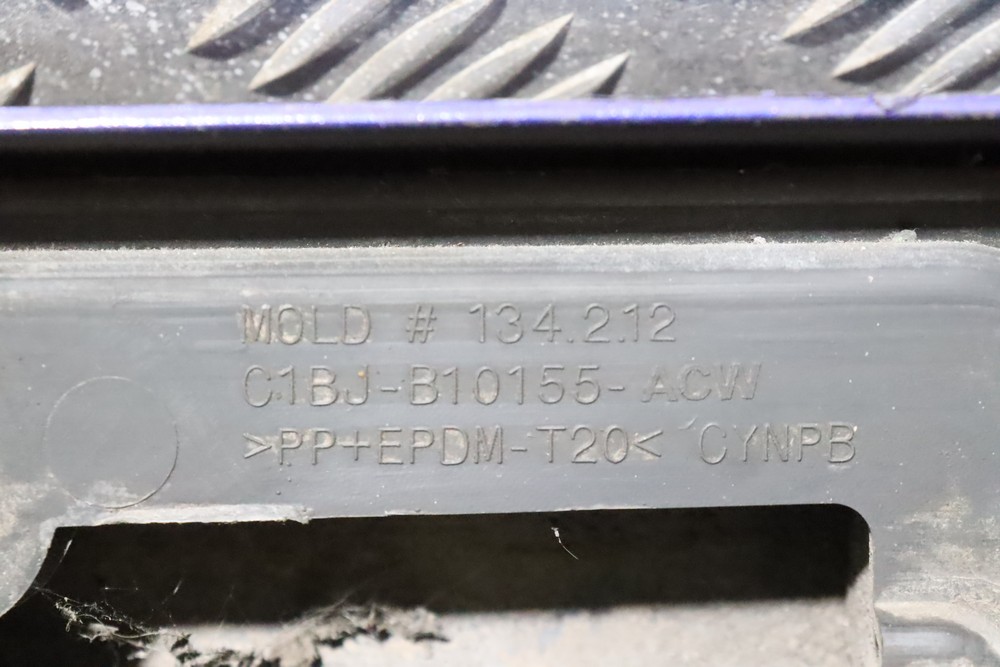 MOLD # 134.2.12
C1BJ-B10155-ACW
>PP+EPDM-T20< CYNPB